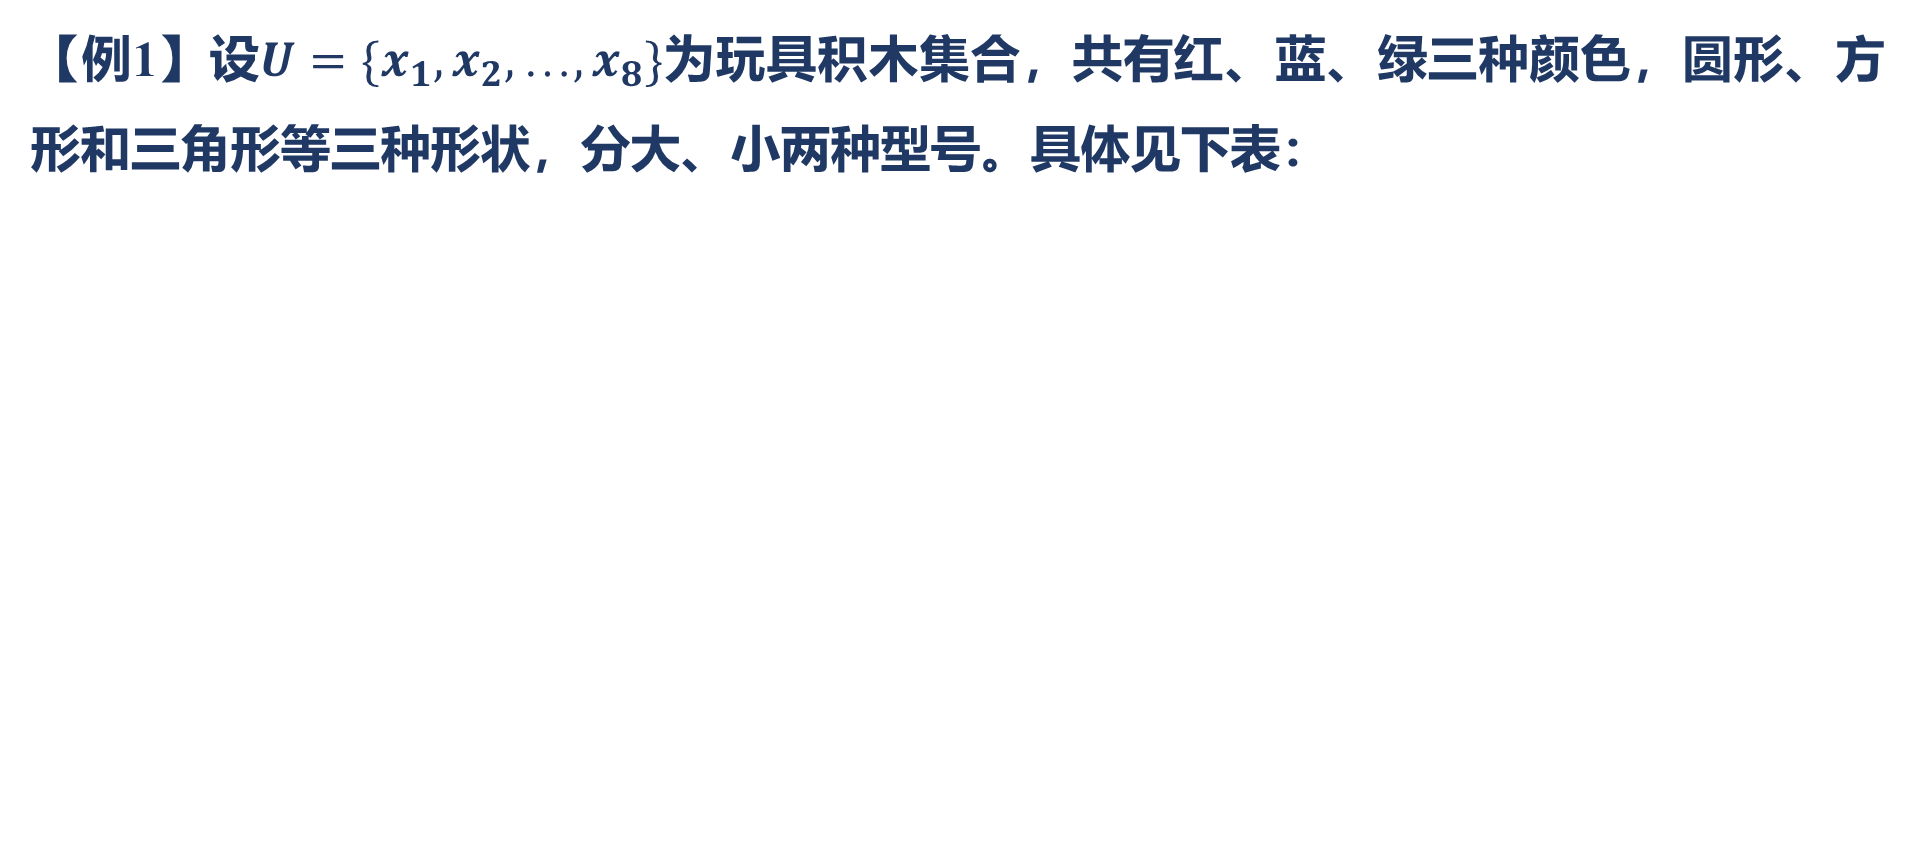 【例1】设U = {x₁, x₂, …, x₈}为玩具积木集合，共有红、蓝、绿三种颜色，圆形、方
形和三角形等三种形状，分大、小两种型号。具体见下表：